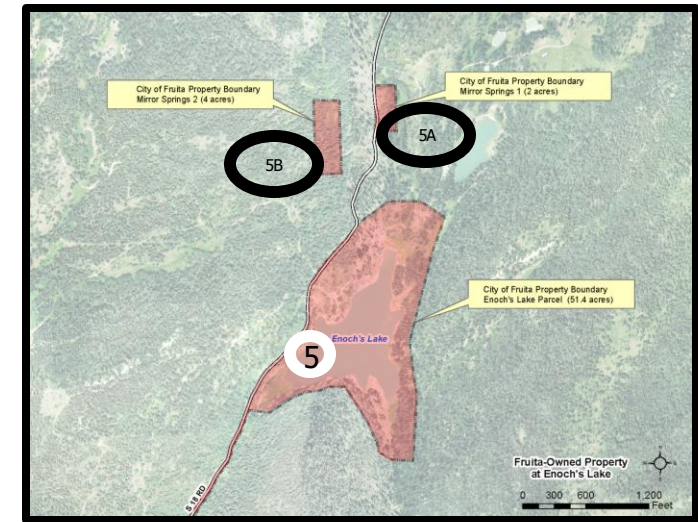 City of Fruita Property Boundary
Mirror Springs 2 (4 acres)
City of Fruita Property Boundary
Mirror Springs 1 (2 acres)
5B
5A
City of Fruita Property Boundary
Enoch's Lake Parcel (51.4 acres)
Enoch's Lake
5
Fruita-Owned Property
at Enoch's Lake
S 18 RD
0 300 600 1,200
Feet